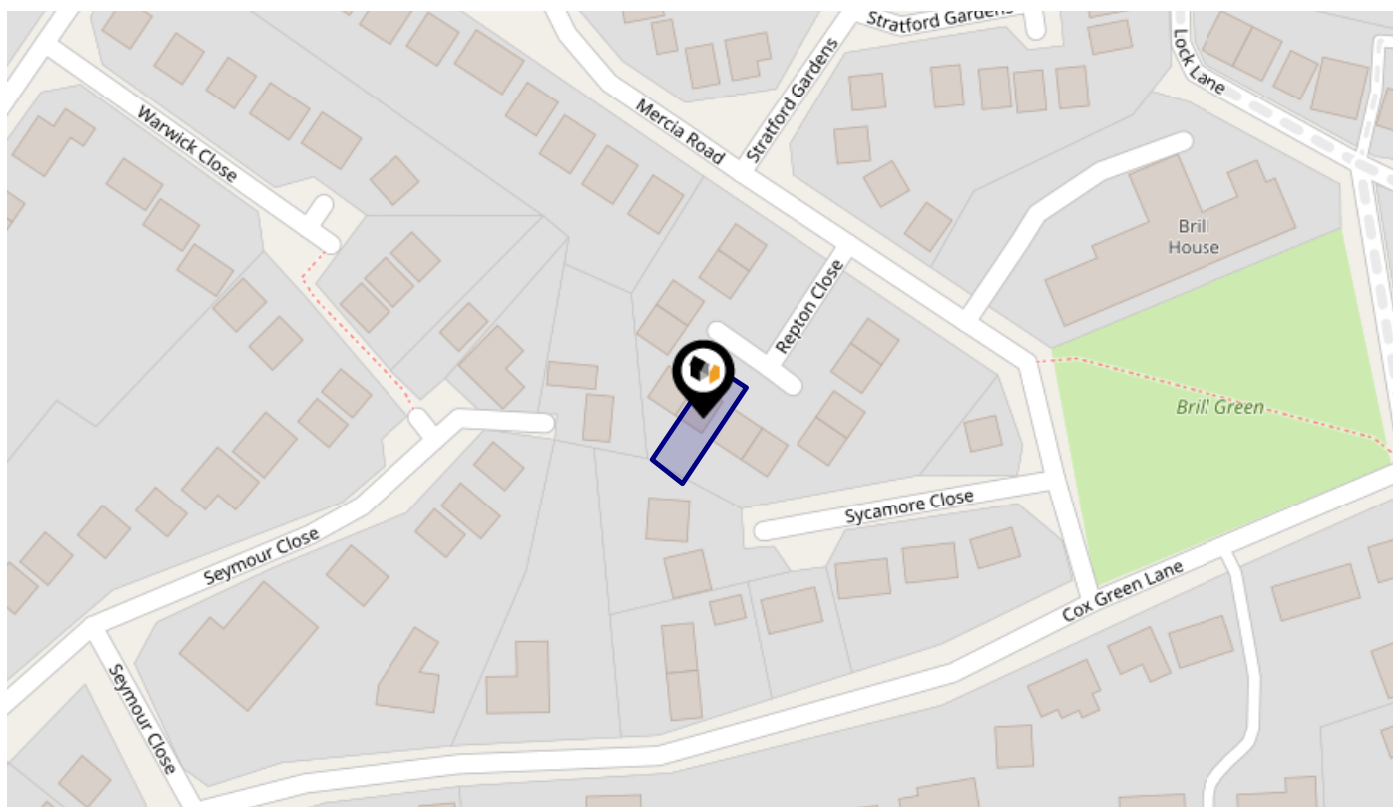 Stratford Gardens
Lock Lane
Stratford Gardens
Mercia Road
Warwick Close
Bril
House
Repton Close
Bril' Green
Sycamore Close
Seymour Close
Cox Green Lane
Seymour Close